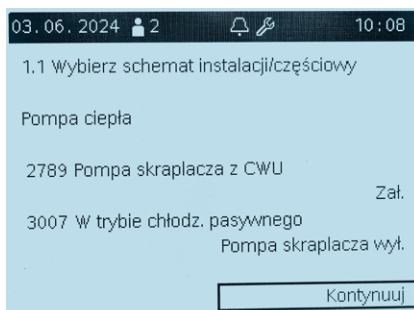 03.06.2024 2 10:08
1.1 Wybierz schemat instalacji/częściowy
Pompa ciepła
2789 Pompa skraplacza z CWU
Zał.
3007 W trybie chłodz. pasywnego
Pompa skraplacza wył.
Kontynuuj